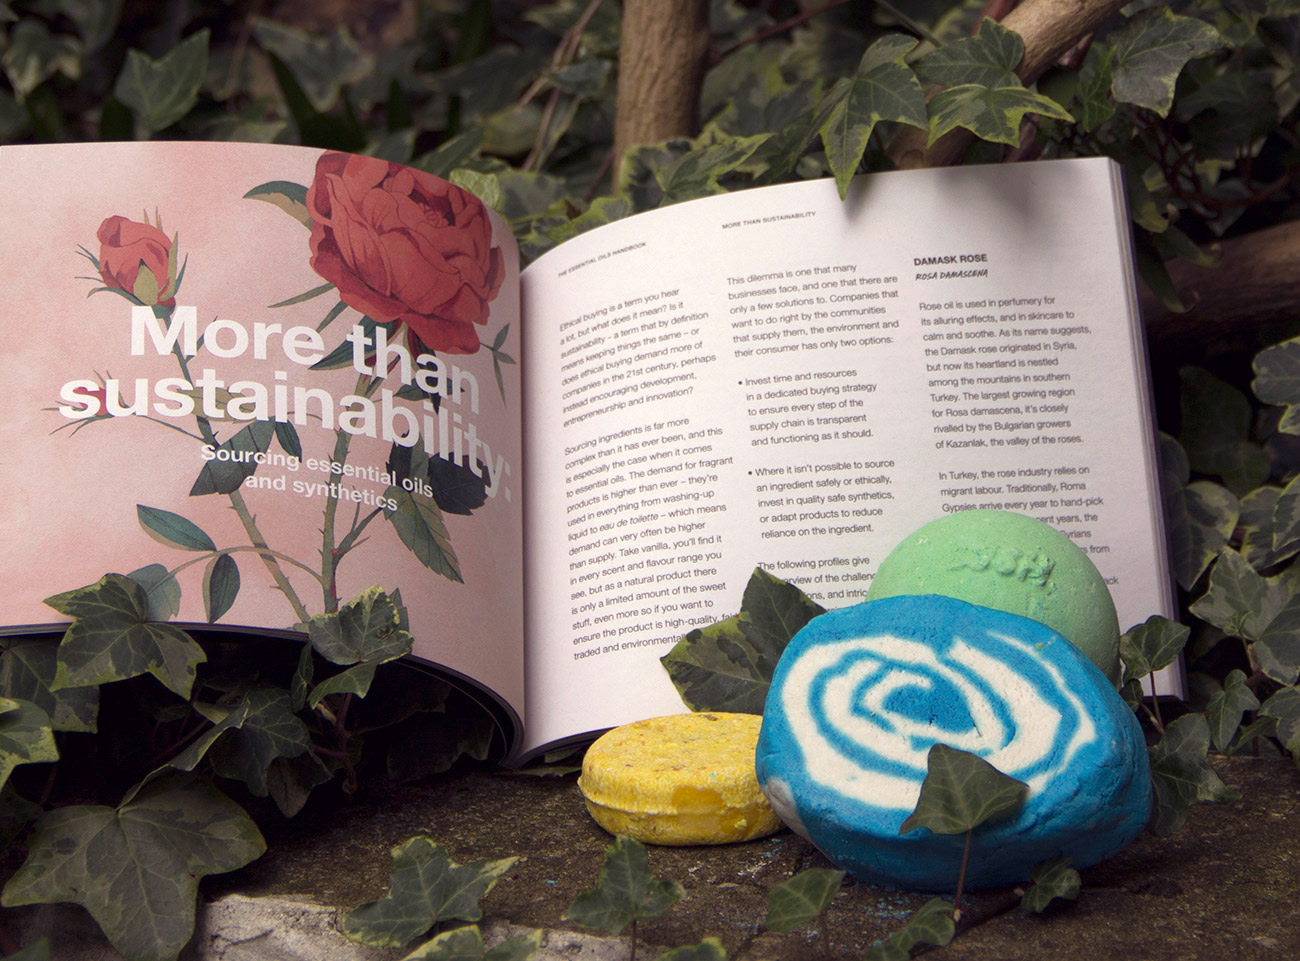 More than
sustainability:
Sourcing essential oils
and synthetics
THE ESSENTIAL OILS HANDBOOK
MORE THAN SUSTAINABILITY
Ethical buying is a term you hear
a lot, but what does it mean? Is it
sustainability – a term that by definition
means keeping things the same – or
does ethical buying demand more of
companies in the 21st century, perhaps
instead encouraging development,
entrepreneurship and innovation?
Sourcing ingredients is far more
complex than it has ever been, and this
is especially the case when it comes
to essential oils. The demand for fragrant
products is higher than ever – they're
used in everything from washing-up
liquid to eau de toilette – which means
demand can very often be higher
than supply. Take vanilla, you'll find it
in every scent and flavour range you
see, but as a natural product there
is only a limited amount of the sweet
stuff, even more so if you want to
ensure the product is high-quality,
traded and environmentall
This dilemma is one that many
businesses face, and one that there are
only a few solutions to. Companies that
want to do right by the communities
that supply them, the environment and
their consumer has only two options:
• Invest time and resources
in a dedicated buying strategy
to ensure every step of the
supply chain is transparent
and functioning as it should.
• Where it isn't possible to source
an ingredient safely or ethically,
invest in quality safe synthetics,
or adapt products to reduce
reliance on the ingredient.
The following profiles give
of the challen
and intric
DAMASK ROSE
ROSA DAMASCENA
Rose oil is used in perfumery for
its alluring effects, and in skincare to
calm and soothe. As its name suggests,
the Damask rose originated in Syria,
but now its heartland is nestled
among the mountains in southern
Turkey. The largest growing region
for Rosa damascena, it's closely
rivalled by the Bulgarian growers
of Kazanlak, the valley of the roses.
In Turkey, the rose industry relies on
migrant labour. Traditionally, Roma
Gypsies arrive every year to hand-pick
years, the
yrians
from